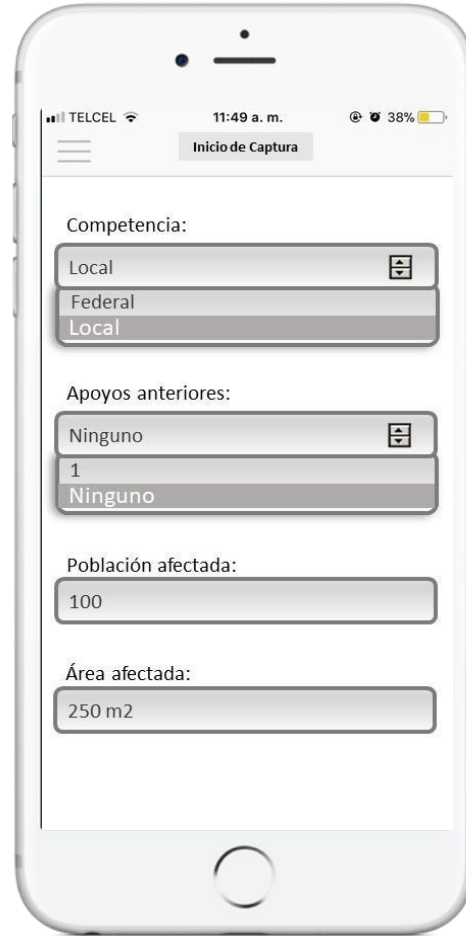 TELCEL 11:49 a. m. 38%
Inicio de Captura
Competencia:
Local
Federal
Local
Apoyos anteriores:
Ninguno
1
Ninguno
Población afectada:
100
Área afectada:
250 m2